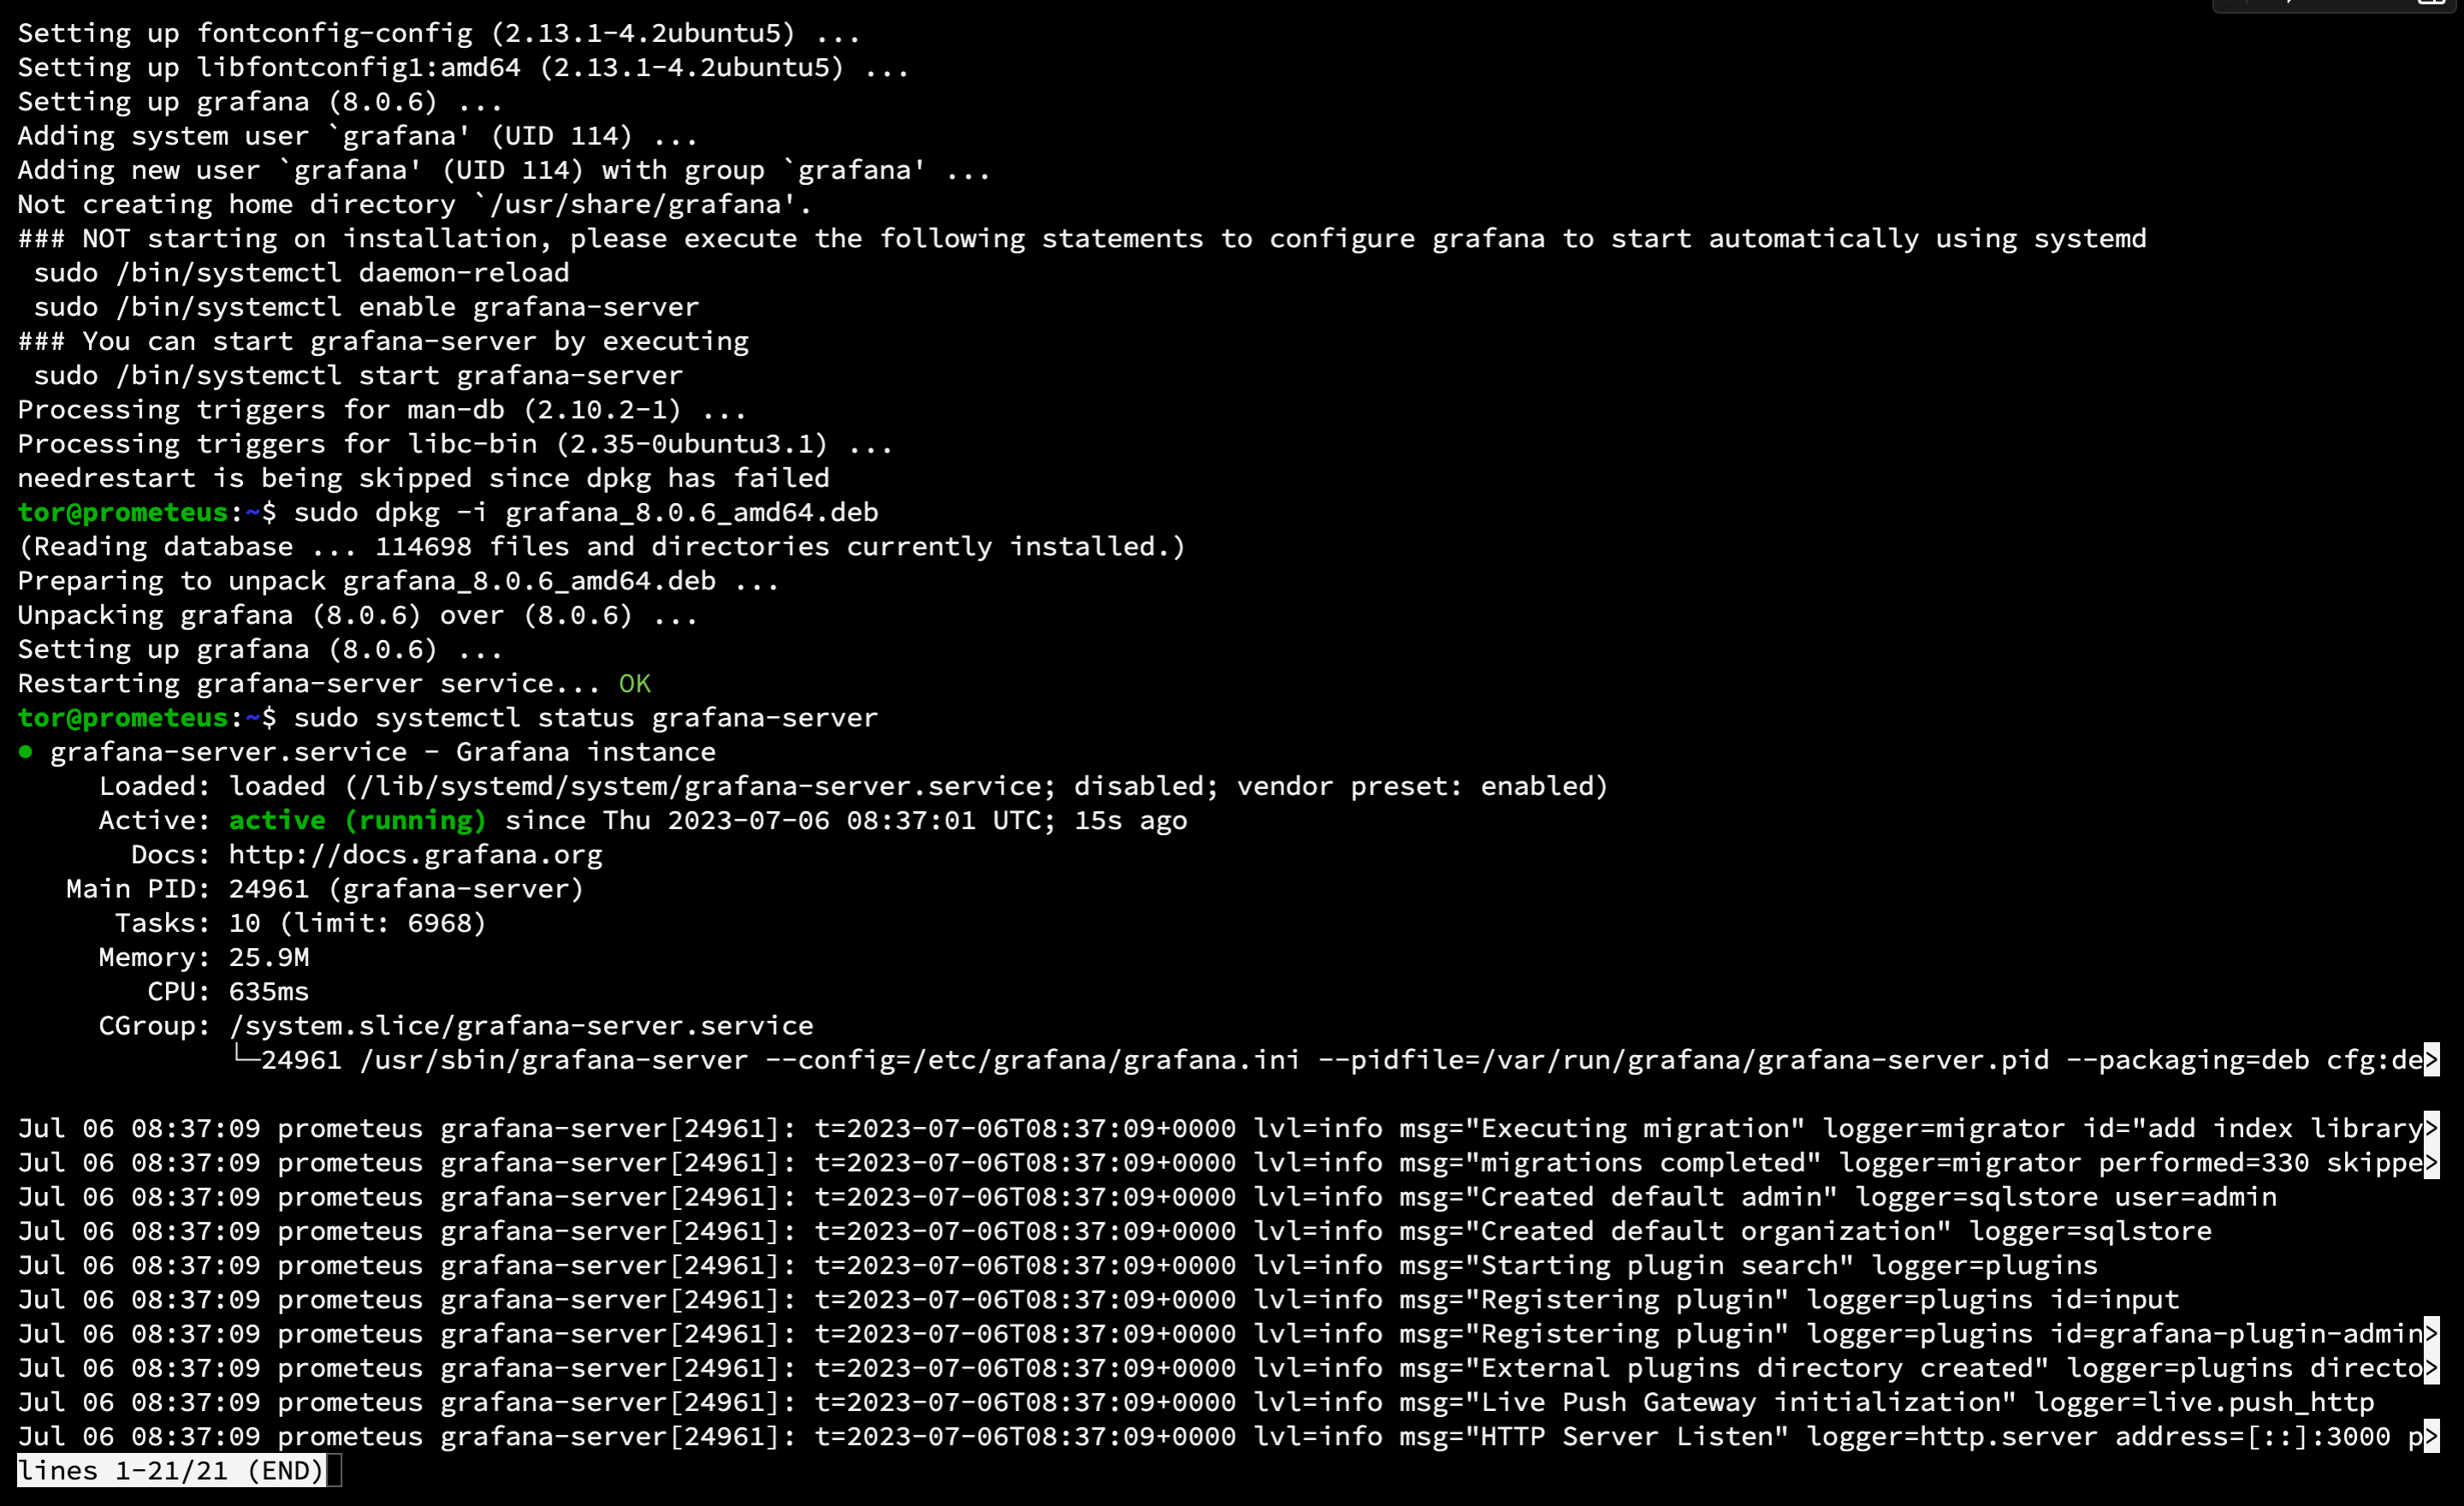 Setting up fontconfig-config (2.13.1-4.2ubuntu5) ...
Setting up libfontconfig1:amd64 (2.13.1-4.2ubuntu5) ...
Setting up grafana (8.0.6) ...
Adding system user `grafana' (UID 114) ...
Adding new user `grafana' (UID 114) with group `grafana' ...
Not creating home directory `/usr/share/grafana'.
### NOT starting on installation, please execute the following statements to configure grafana to start automatically using systemd
 sudo /bin/systemctl daemon-reload
 sudo /bin/systemctl enable grafana-server
### You can start grafana-server by executing
 sudo /bin/systemctl start grafana-server
Processing triggers for man-db (2.10.2-1) ...
Processing triggers for libc-bin (2.35-0ubuntu3.1) ...
needrestart is being skipped since dpkg has failed
tor@prometeus:~$ sudo dpkg -i grafana_8.0.6_amd64.deb
(Reading database ... 114698 files and directories currently installed.)
Preparing to unpack grafana_8.0.6_amd64.deb ...
Unpacking grafana (8.0.6) over (8.0.6) ...
Setting up grafana (8.0.6) ...
Restarting grafana-server service... OK
tor@prometeus:~$ sudo systemctl status grafana-server
● grafana-server.service - Grafana instance
     Loaded: loaded (/lib/systemd/system/grafana-server.service; disabled; vendor preset: enabled)
     Active: active (running) since Thu 2023-07-06 08:37:01 UTC; 15s ago
       Docs: http://docs.grafana.org
   Main PID: 24961 (grafana-server)
      Tasks: 10 (limit: 6968)
     Memory: 25.9M
        CPU: 635ms
     CGroup: /system.slice/grafana-server.service
             └─24961 /usr/sbin/grafana-server --config=/etc/grafana/grafana.ini --pidfile=/var/run/grafana/grafana-server.pid --packaging=deb cfg:de>
Jul 06 08:37:09 prometeus grafana-server[24961]: t=2023-07-06T08:37:09+0000 lvl=info msg="Executing migration" logger=migrator id="add index library>
Jul 06 08:37:09 prometeus grafana-server[24961]: t=2023-07-06T08:37:09+0000 lvl=info msg="migrations completed" logger=migrator performed=330 skippe>
Jul 06 08:37:09 prometeus grafana-server[24961]: t=2023-07-06T08:37:09+0000 lvl=info msg="Created default admin" logger=sqlstore user=admin
Jul 06 08:37:09 prometeus grafana-server[24961]: t=2023-07-06T08:37:09+0000 lvl=info msg="Created default organization" logger=sqlstore
Jul 06 08:37:09 prometeus grafana-server[24961]: t=2023-07-06T08:37:09+0000 lvl=info msg="Starting plugin search" logger=plugins
Jul 06 08:37:09 prometeus grafana-server[24961]: t=2023-07-06T08:37:09+0000 lvl=info msg="Registering plugin" logger=plugins id=input
Jul 06 08:37:09 prometeus grafana-server[24961]: t=2023-07-06T08:37:09+0000 lvl=info msg="Registering plugin" logger=plugins id=grafana-plugin-admin>
Jul 06 08:37:09 prometeus grafana-server[24961]: t=2023-07-06T08:37:09+0000 lvl=info msg="External plugins directory created" logger=plugins directo>
Jul 06 08:37:09 prometeus grafana-server[24961]: t=2023-07-06T08:37:09+0000 lvl=info msg="Live Push Gateway initialization" logger=live.push_http
Jul 06 08:37:09 prometeus grafana-server[24961]: t=2023-07-06T08:37:09+0000 lvl=info msg="HTTP Server Listen" logger=http.server address=[::]:3000 p>
lines 1-21/21 (END)